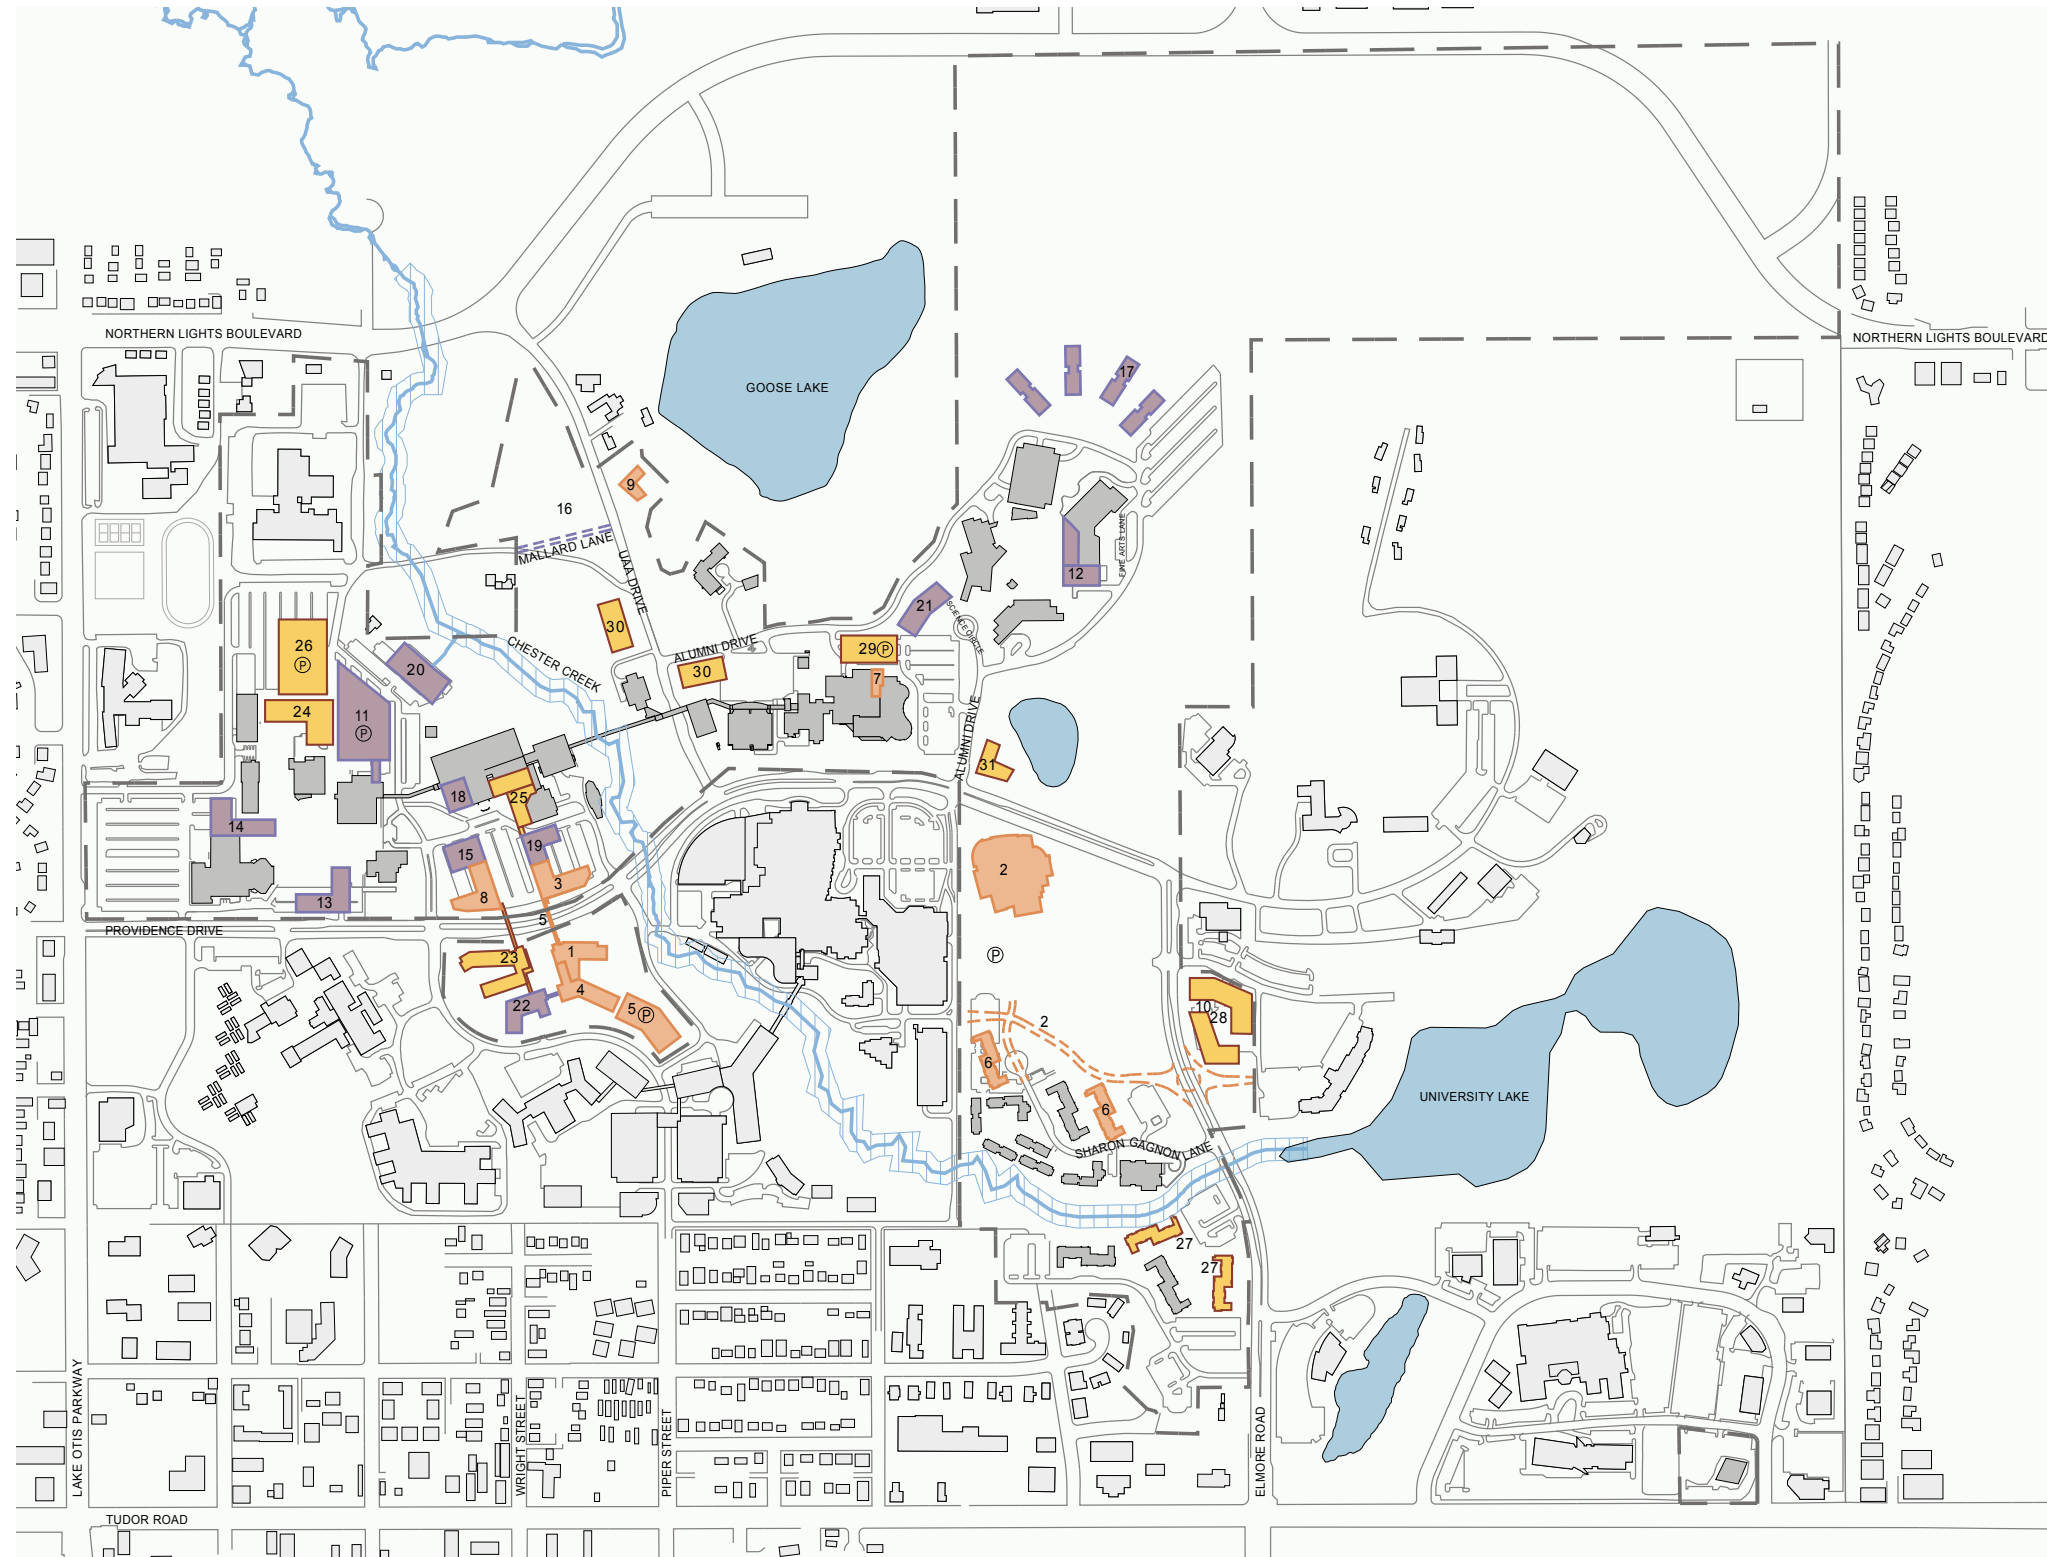 NORTHERN LIGHTS BOULEVARD
NORTHERN LIGHTS BOULEVARD
GOOSE LAKE
17
9
16
MALLARD LANE
UAA DRIVE
FINE ARTS LANE
12
21
SCIENCE CIRCLE
30
26
P
CHESTER CREEK
ALUMNI DRIVE
29 P
20
30
7
24
11
P
ALUMNI DRIVE
31
18
25
14
19
15
2
3
8
13
5
PROVIDENCE DRIVE
1
23
P
4
22
5 P
10
28
2
6
UNIVERSITY LAKE
6
SHARON GAGNON LANE
27
27
LAKE OTIS PARKWAY
WRIGHT STREET
PIPER STREET
ELMORE ROAD
TUDOR ROAD